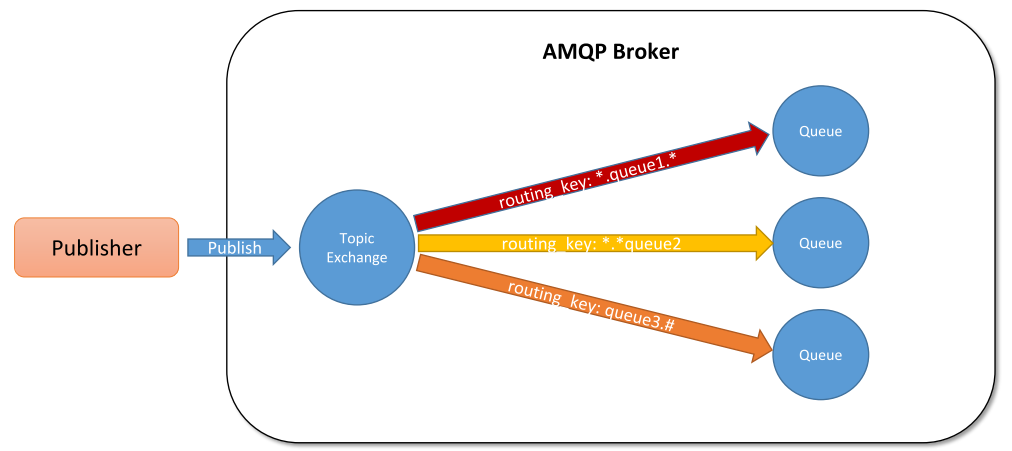 AMQP Broker
Queue
routing_key: *.queue1.*
Topic
Exchange
Publisher
Publish
routing_key: *.*queue2
Queue
routing_key: queue3.#
Queue